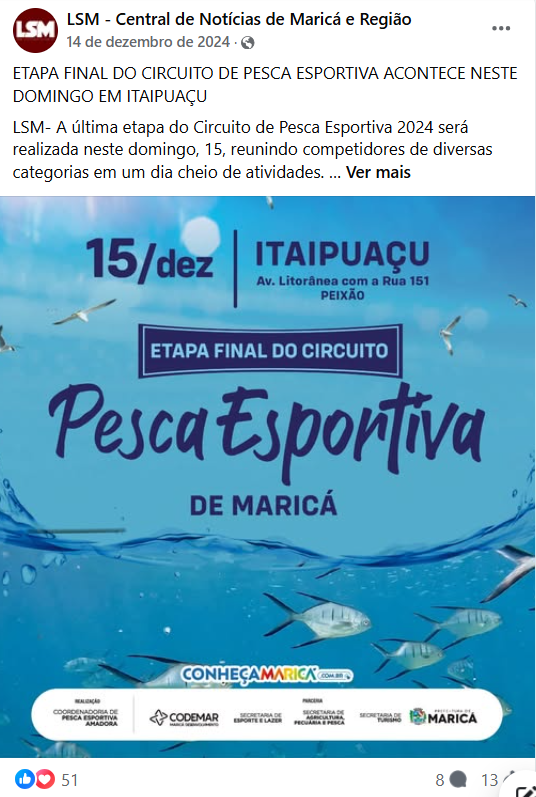 LSM - Central de Notícias de Maricá e Região
LSM
14 de dezembro de 2024 ·
ETAPA FINAL DO CIRCUITO DE PESCA ESPORTIVA ACONTECE NESTE
DOMINGO EM ITAIPUAÇU
LSM- A última etapa do Circuito de Pesca Esportiva 2024 será
realizada neste domingo, 15, reunindo competidores de diversas
categorias em um dia cheio de atividades. ... Ver mais
15/dez
ITAIPUAÇU
Av. Litorânea com a Rua 151
PEIXÃO
ETAPA FINAL DO CIRCUITO
Pesca Esportiva
DE MARICÁ
CONHEÇAMARICÁ.COM.BR
REALIZAÇÃO
COORDENADORIA DE
PESCA ESPORTIVA
AMADORA
CODEMAR
PARCERIA
SECRETARIA DE
ESPORTE E LAZER
SECRETARIA DE
AGRICULTURA,
PECUÁRIA E PESCA
SECRETARIA DE
TURISMO
PREFEITURA DE
MARICÁ
51
8
13